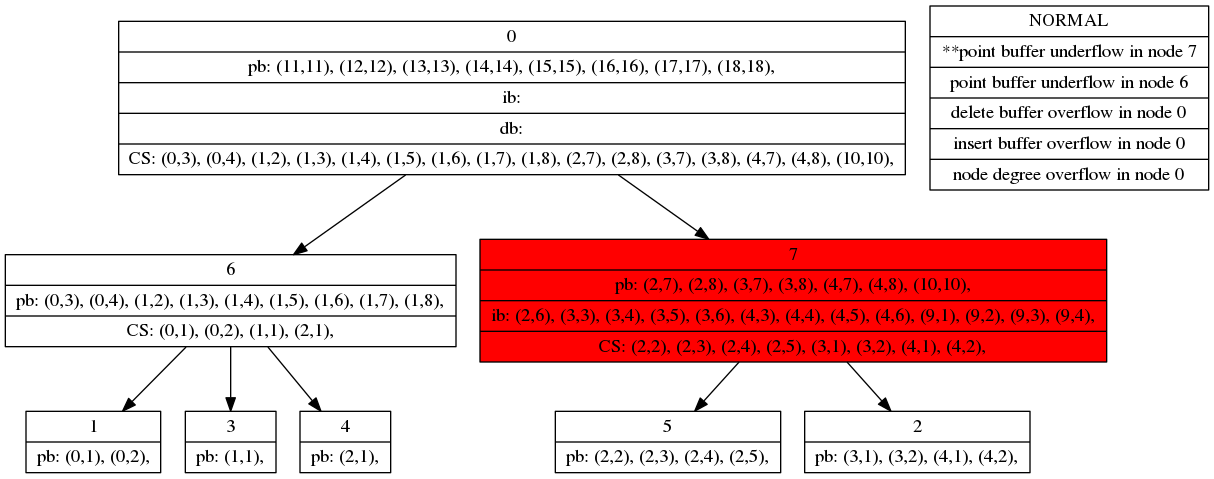 0
pb: (11,11), (12,12), (13,13), (14,14), (15,15), (16,16), (17,17), (18,18),
ib:
db:
CS: (0,3), (0,4), (1,2), (1,3), (1,4), (1,5), (1,6), (1,7), (1,8), (2,7), (2,8), (3,7), (3,8), (4,7), (4,8), (10,10),
NORMAL
**point buffer underflow in node 7
point buffer underflow in node 6
delete buffer overflow in node 0
insert buffer overflow in node 0
node degree overflow in node 0
6
pb: (0,3), (0,4), (1,2), (1,3), (1,4), (1,5), (1,6), (1,7), (1,8),
CS: (0,1), (0,2), (1,1), (2,1),
7
pb: (2,7), (2,8), (3,7), (3,8), (4,7), (4,8), (10,10),
ib: (2,6), (3,3), (3,4), (3,5), (3,6), (4,3), (4,4), (4,5), (4,6), (9,1), (9,2), (9,3), (9,4),
CS: (2,2), (2,3), (2,4), (2,5), (3,1), (3,2), (4,1), (4,2),
1
pb: (0,1), (0,2),
3
pb: (1,1),
4
pb: (2,1),
5
pb: (2,2), (2,3), (2,4), (2,5),
2
pb: (3,1), (3,2), (4,1), (4,2),